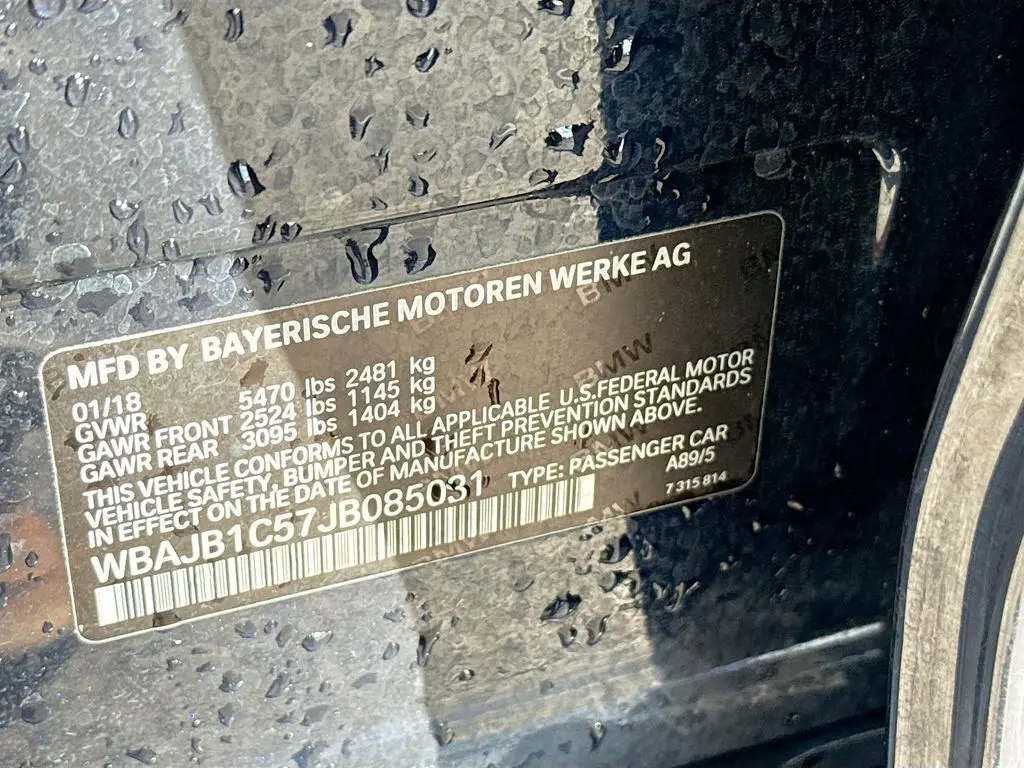 MFD BY BAYERISCHE MOTOREN WERKE AG
01/18
GVWR 5470 lbs 2481 kg
GAWR FRONT 2524 lbs 1145 kg
GAWR REAR 3095 lbs 1404 kg
THIS VEHICLE CONFORMS TO ALL APPLICABLE U.S.FEDERAL MOTOR
VEHICLE SAFETY, BUMPER AND THEFT PREVENTION STANDARDS
IN EFFECT ON THE DATE OF MANUFACTURE SHOWN ABOVE.
WBAJB1C57JB085031 TYPE: PASSENGER CAR
A89/5
7 315 814
BMW
BMW
BMW